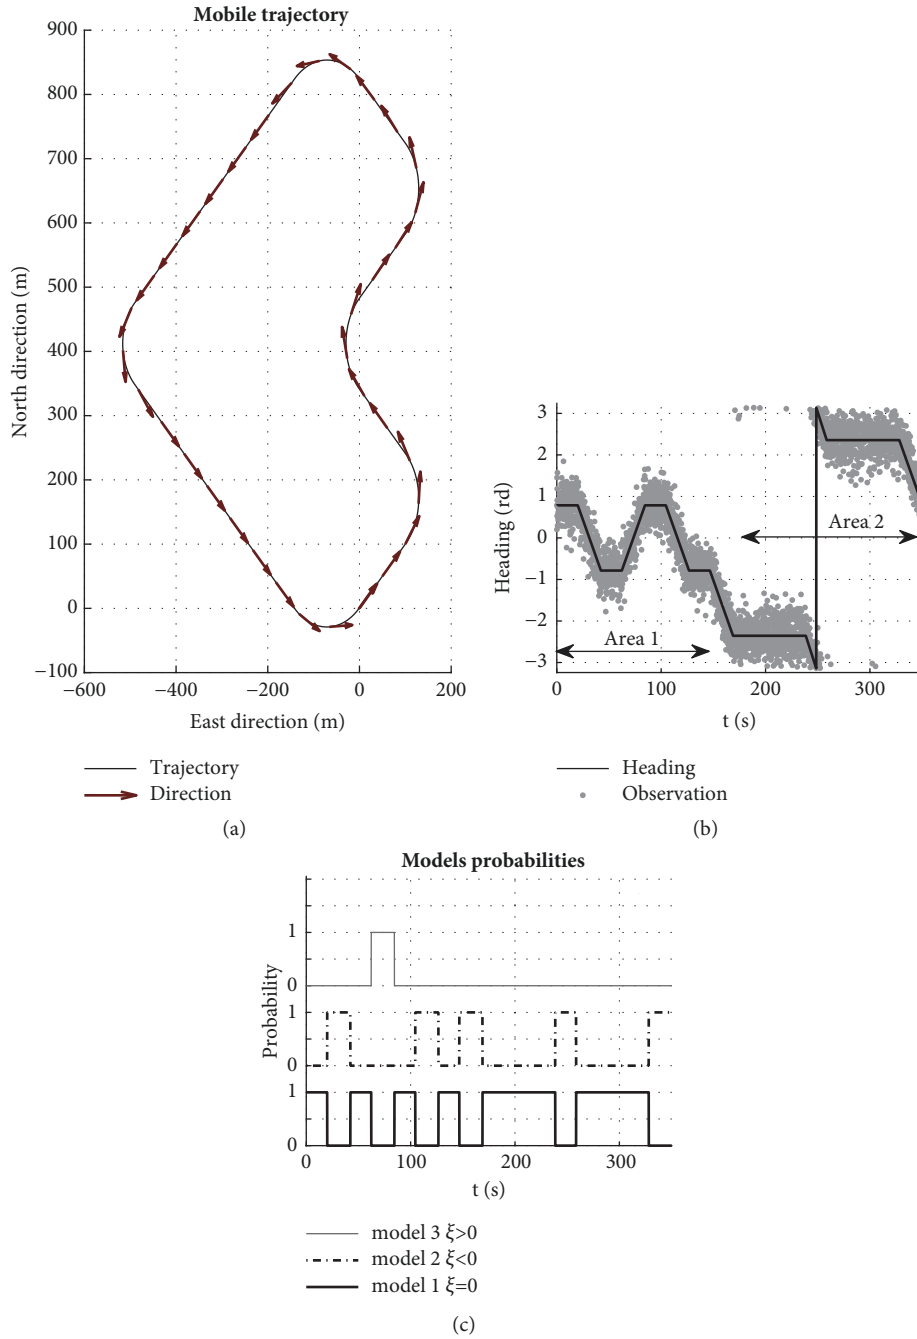 Mobile trajectory
900
800
700
600
500
400
300
200
100
0
−100
−600
−400
−200
0
200
North direction (m)
East direction (m)
Trajectory
Direction
(a)
3
2
1
0
−1
−2
−3
Heading (rd)
Area 1
Area 2
0
100
200
300
t (s)
Heading
Observation
(b)
Models probabilities
1
0
1
0
1
0
Probability
0
100
200
300
t (s)
model 3 ξ>0
model 2 ξ<0
model 1 ξ=0
(c)